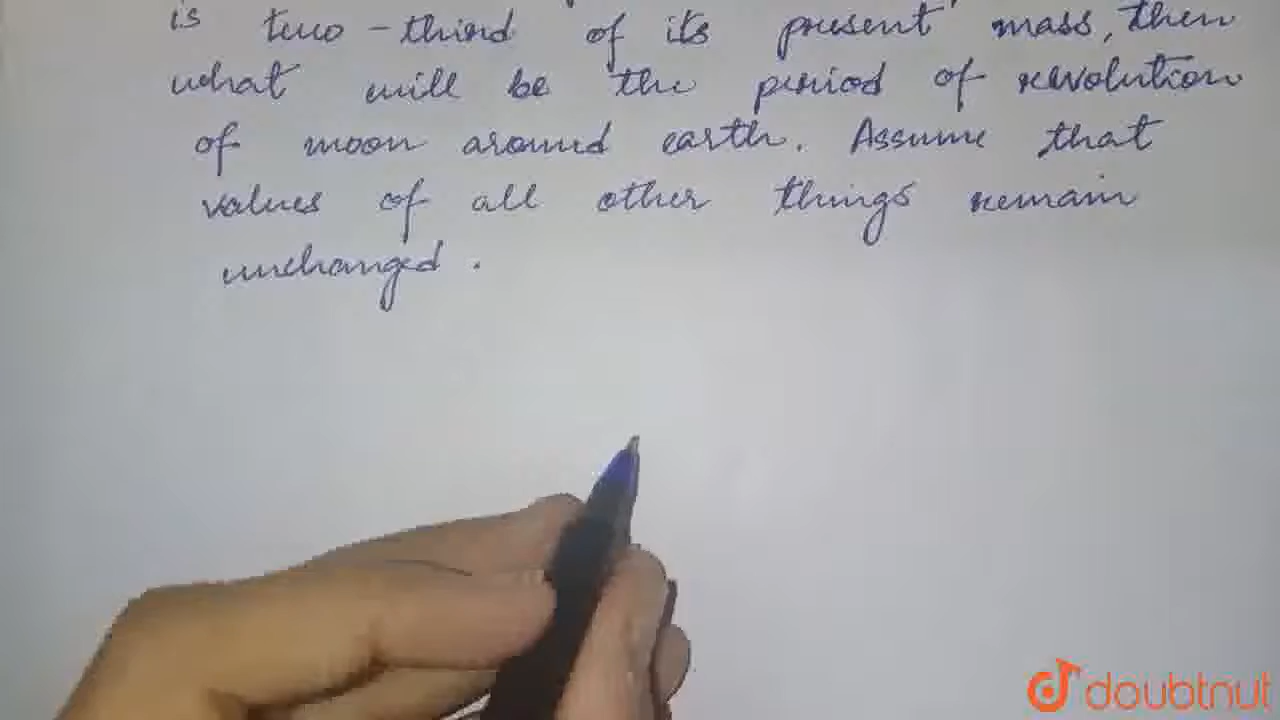 is two-third of its present mass, then
what will be the period of revolution
of moon around earth. Assume that
values of all other things remain
unchanged.
doubtnut